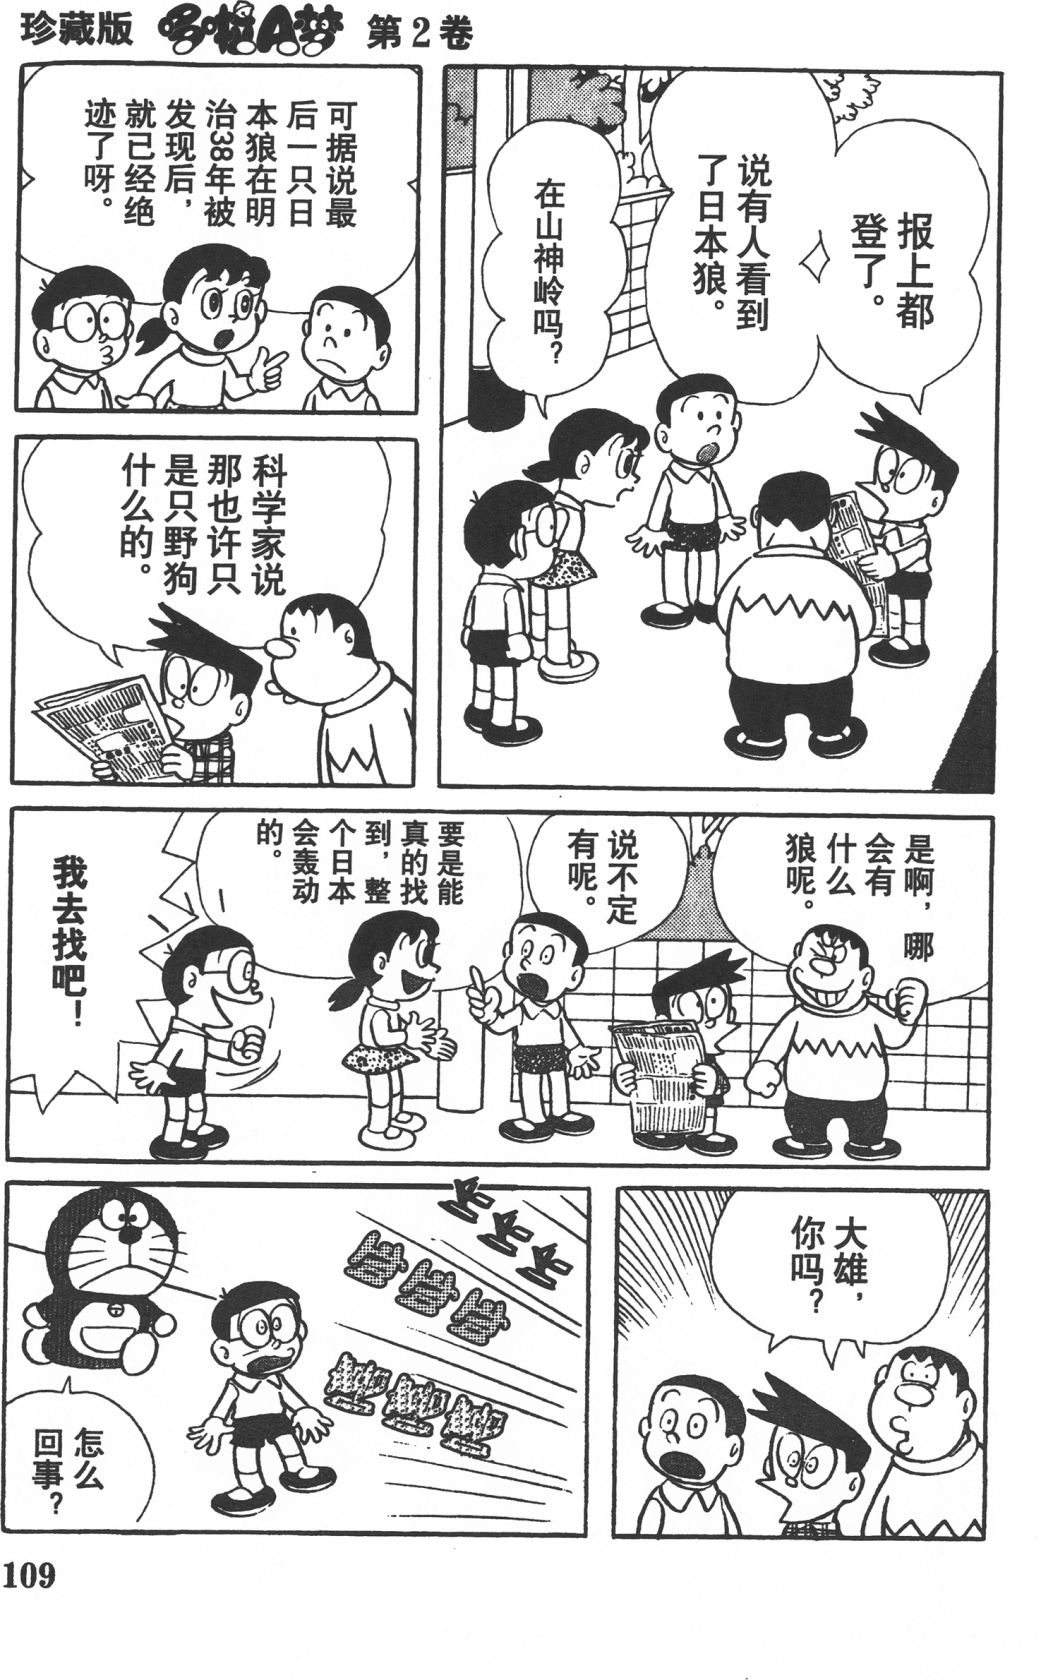 珍藏版 哆啦A梦 第2卷
报上都
登了。
说有人看到
了日本狼。
在山神岭吗?
可据说最
后一只日
本狼在明
治38年被
发现后,
就已经绝
迹了呀。
科学家说
那也许只
是只野狗
什么的。
是啊,哪
会有
什么
狼呢。
说不定
有呢。
要是能
真的找
到,整
个日本
会轰动
的。
我去找吧!
大雄,
你吗?
怎么
回事?
109